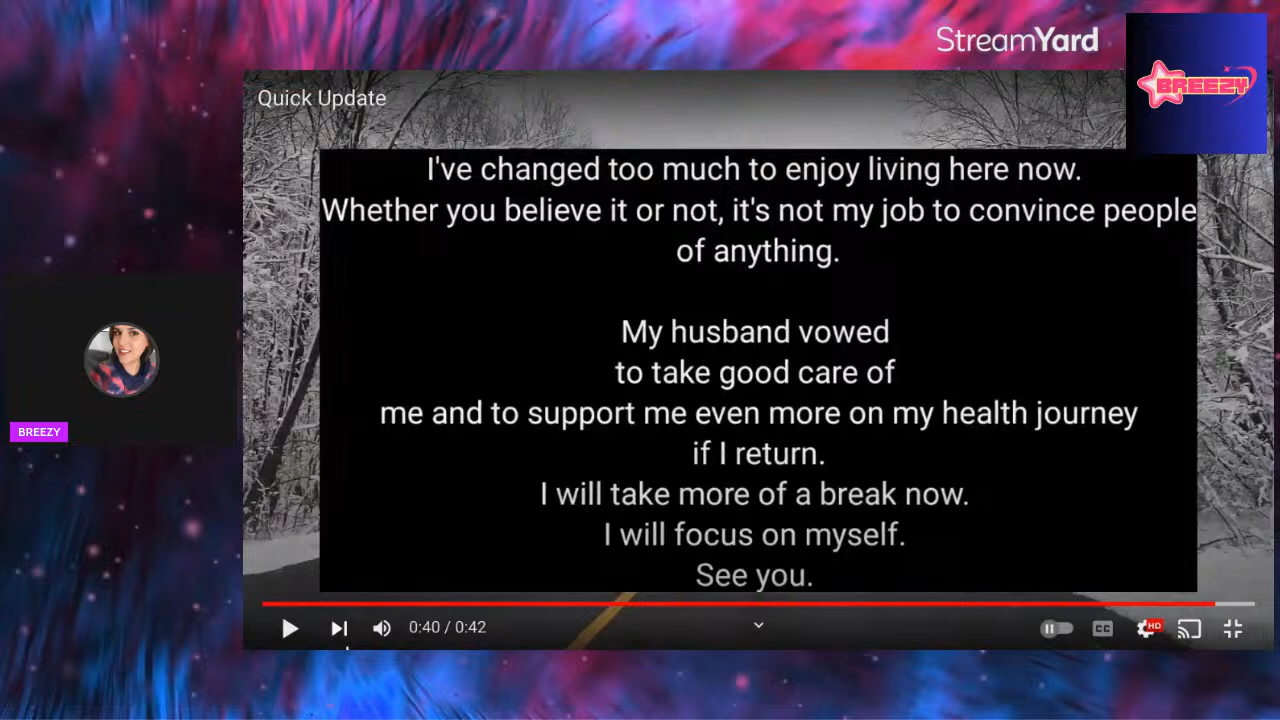 StreamYard
BREEZY
Quick Update
I've changed too much to enjoy living here now.
Whether you believe it or not, it's not my job to convince people
of anything.
My husband vowed
to take good care of
me and to support me even more on my health journey
if I return.
I will take more of a break now.
I will focus on myself.
See you.
BREEZY
0:40 / 0:42
CC
HD